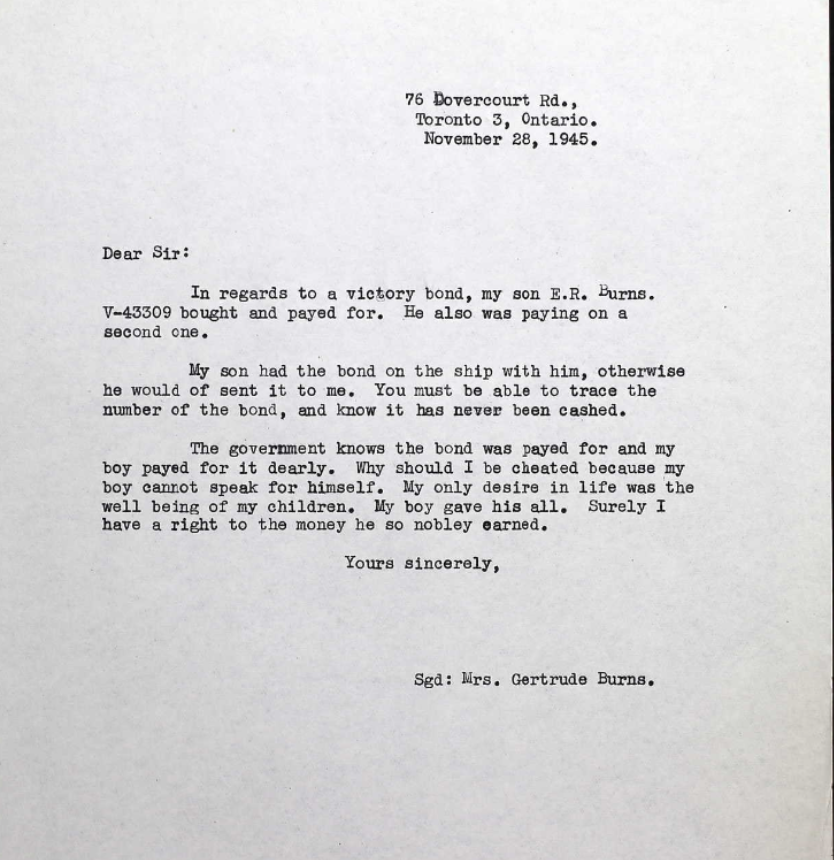 76 Dovercourt Rd.,
Toronto 3, Ontario.
November 28, 1945.
Dear Sir:
In regards to a victory bond, my son E.R. Burns.
V-43309 bought and payed for. He also was paying on a
second one.
My son had the bond on the ship with him, otherwise
he would of sent it to me. You must be able to trace the
number of the bond, and know it has never been cashed.
The government knows the bond was payed for and my
boy payed for it dearly. Why should I be cheated because my
boy cannot speak for himself. My only desire in life was the
well being of my children. My boy gave his all. Surely I
have a right to the money he so nobley earned.
Yours sincerely,
Sgd: Mrs. Gertrude Burns.